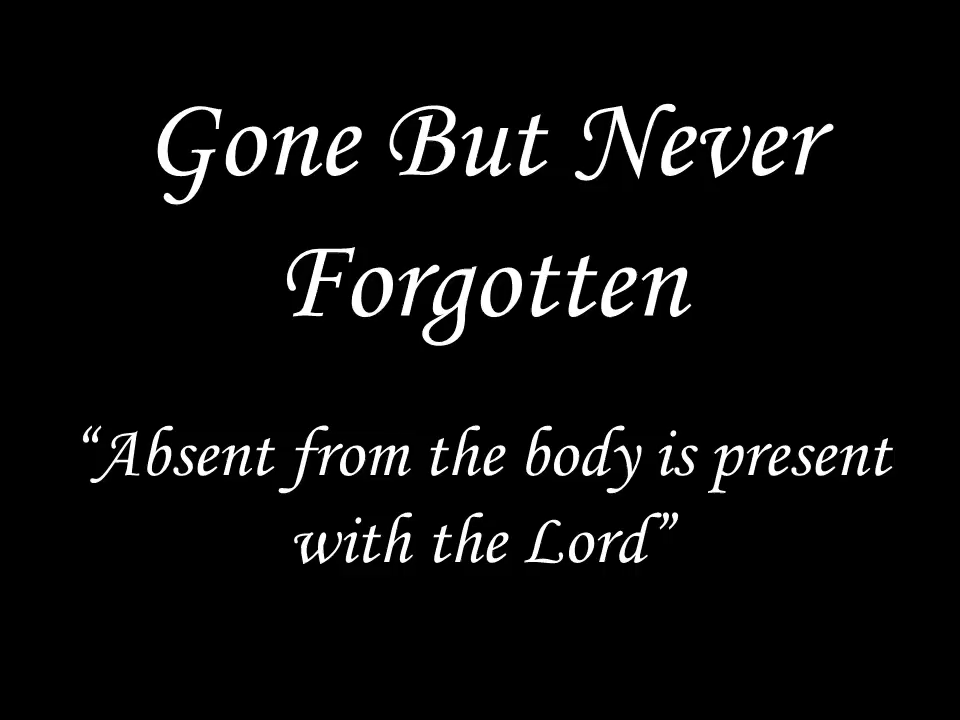 Gone But Never
Forgotten
“Absent from the body is present
with the Lord”